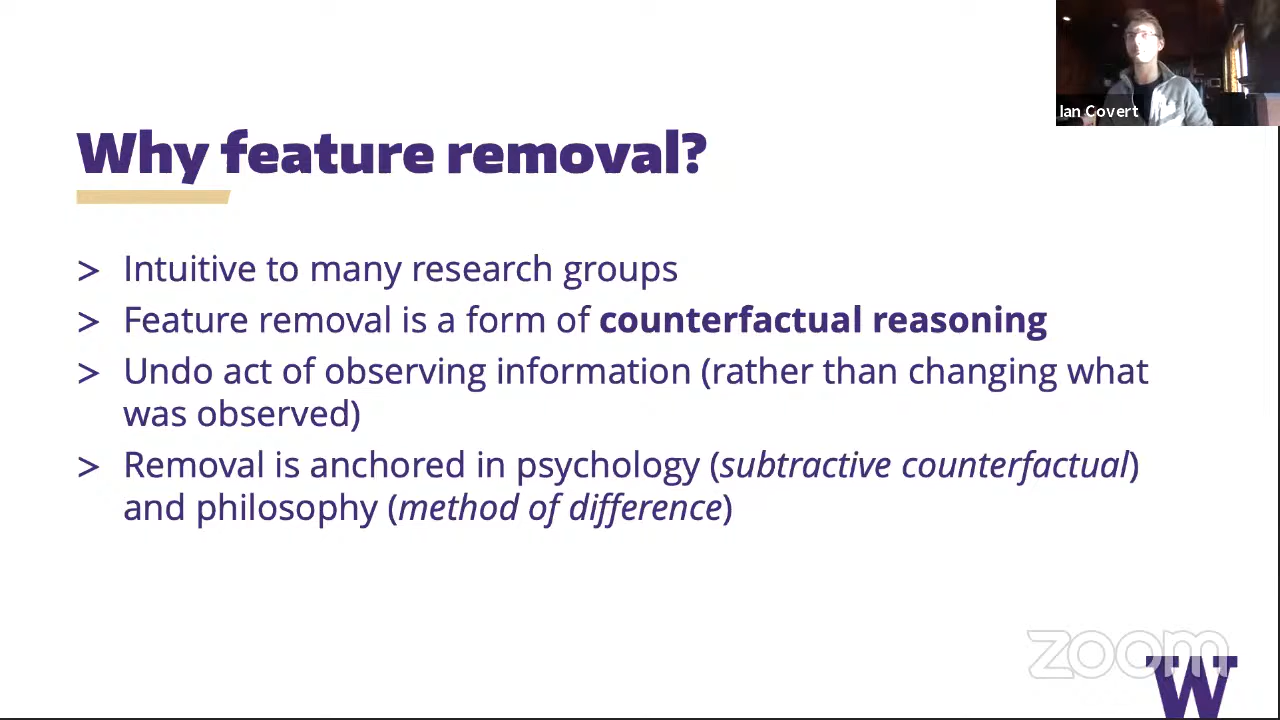 Ian Covert
Why feature removal?
> Intuitive to many research groups
> Feature removal is a form of counterfactual reasoning
> Undo act of observing information (rather than changing what
was observed)
> Removal is anchored in psychology (subtractive counterfactual)
and philosophy (method of difference)
zoom
W